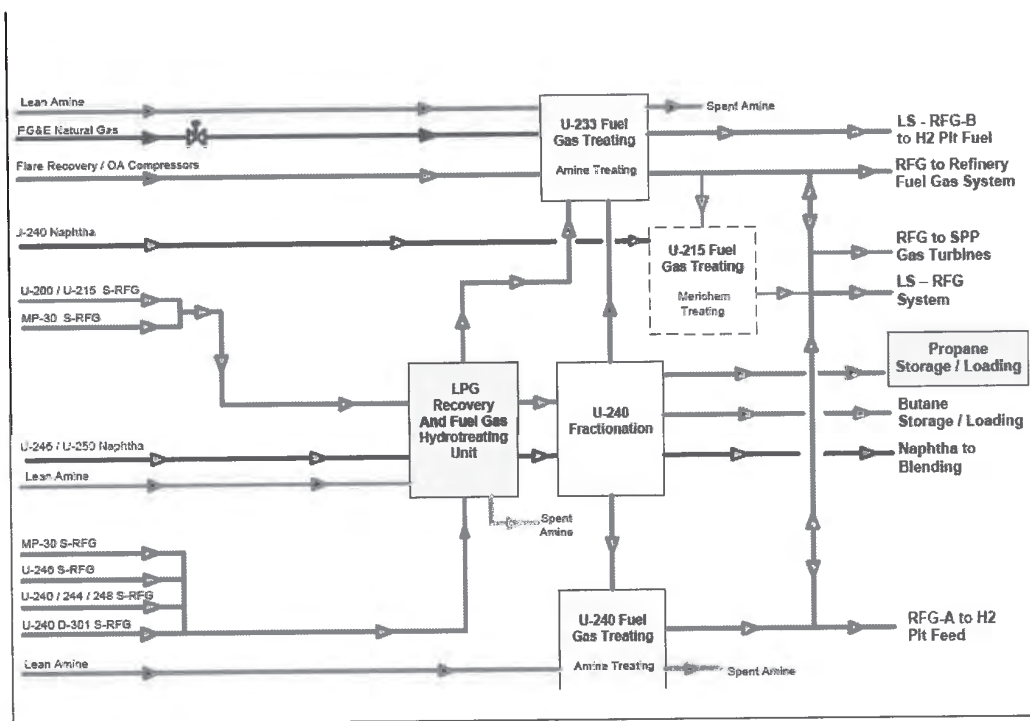 Lean Amine
PG&E Natural Gas
Flare Recovery / OA Compressors
J-240 Naphtha
U-200 / U-215 S-RFG
MP-30 S-RFG
U-246 / U-250 Naphtha
Lean Amine
MP-30 S-RFG
U-246 S-RFG
U-240 / 244 / 248 S-RFG
U-240 D-301 S-RFG
Lean Amine
U-233 Fuel
Gas Treating
Amine Treating
Spent Amine
U-215 Fuel
Gas Treating
Merichem
Treating
LPG
Recovery
And Fuel Gas
Hydrotreating
Unit
U-240
Fractionation
Spent
Amine
U-240 Fuel
Gas Treating
Amine Treating
Spent Amine
LS - RFG-B
to H2 Plt Fuel
RFG to Refinery
Fuel Gas System
RFG to SPP
Gas Turbines
LS – RFG
System
Propane
Storage / Loading
Butane
Storage / Loading
Naphtha to
Blending
RFG-A to H2
Plt Feed